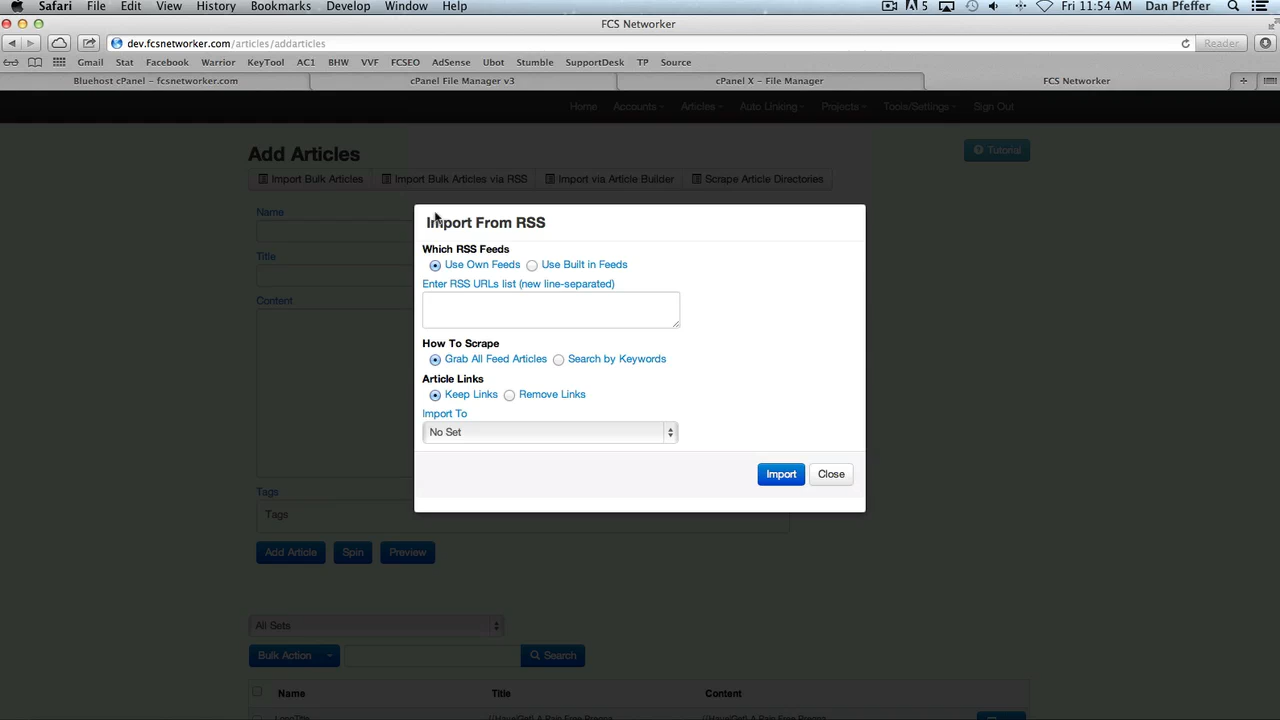 Safari File Edit View History Bookmarks Develop Window Help 5 Fri 11:54 AM Dan Pfeffer
FCS Networker
dev.fcsnetworker.com/articles/addarticles Reader
Gmail Stat Facebook Warrior KeyTool AC1 BHW VVF FCSEO AdSense Ubot Stumble SupportDesk TP Source
Bluehost cPanel - fcsnetworker.com cPanel File Manager v3 cPanel X - File Manager FCS Networker
Home Accounts Articles Auto Linking Projects Tools/Settings Sign Out
Add Articles Tutorial
Import Bulk Articles Import Bulk Articles via RSS Import via Article Builder Scrape Article Directories
Name
Title
Content
Tags
Tags
Import From RSS
Which RSS Feeds
Use Own Feeds Use Built in Feeds
Enter RSS URLs list (new line-separated)
How To Scrape
Grab All Feed Articles Search by Keywords
Article Links
Keep Links Remove Links
Import To
No Set
Import Close
Add Article Spin Preview
All Sets
Bulk Action Search
Name Title Content